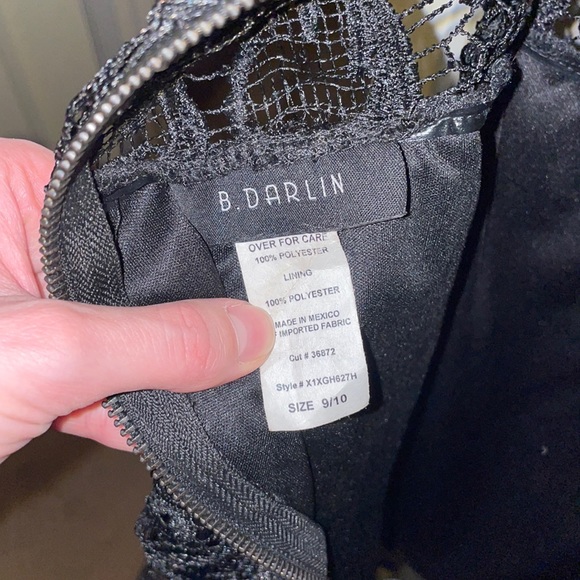 B.DARLIN
OVER FOR CARE
100% POLYESTER
LINING
100% POLYESTER
MADE IN MEXICO
IMPORTED FABRIC
Cut # 36872
Style # X1XGH627H
SIZE 9/10